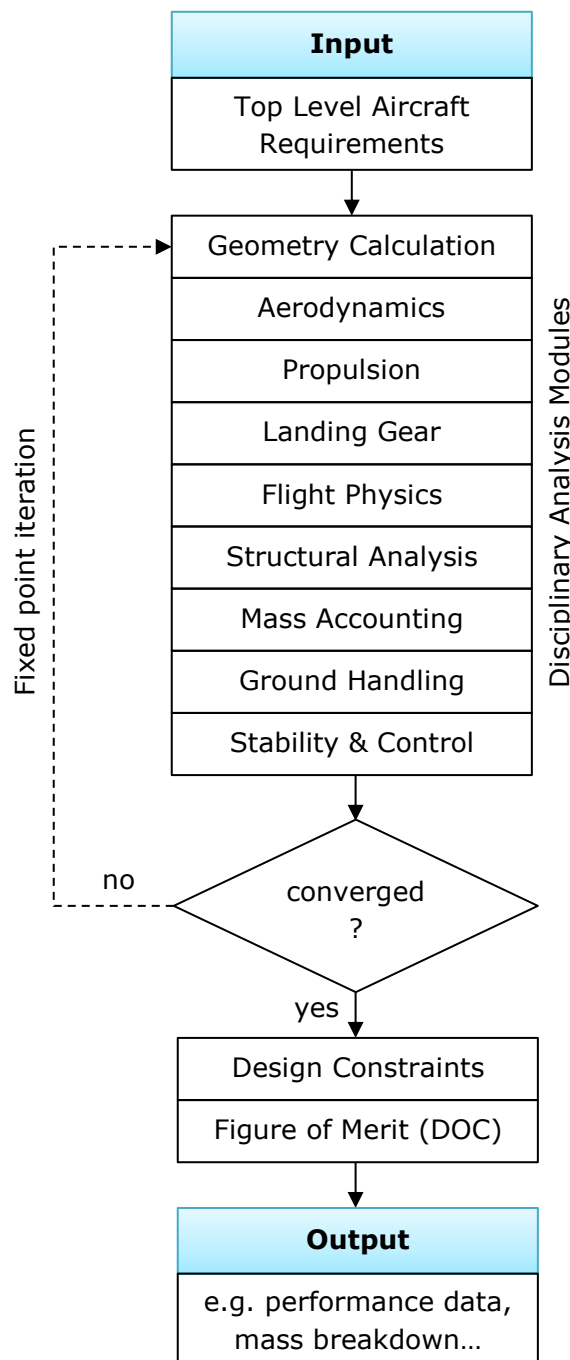 Input
Top Level Aircraft
Requirements
Geometry Calculation
Aerodynamics
Propulsion
Landing Gear
Flight Physics
Structural Analysis
Mass Accounting
Ground Handling
Stability & Control
Disciplinary Analysis Modules
Fixed point iteration
no
converged
?
yes
Design Constraints
Figure of Merit (DOC)
Output
e.g. performance data,
mass breakdown...